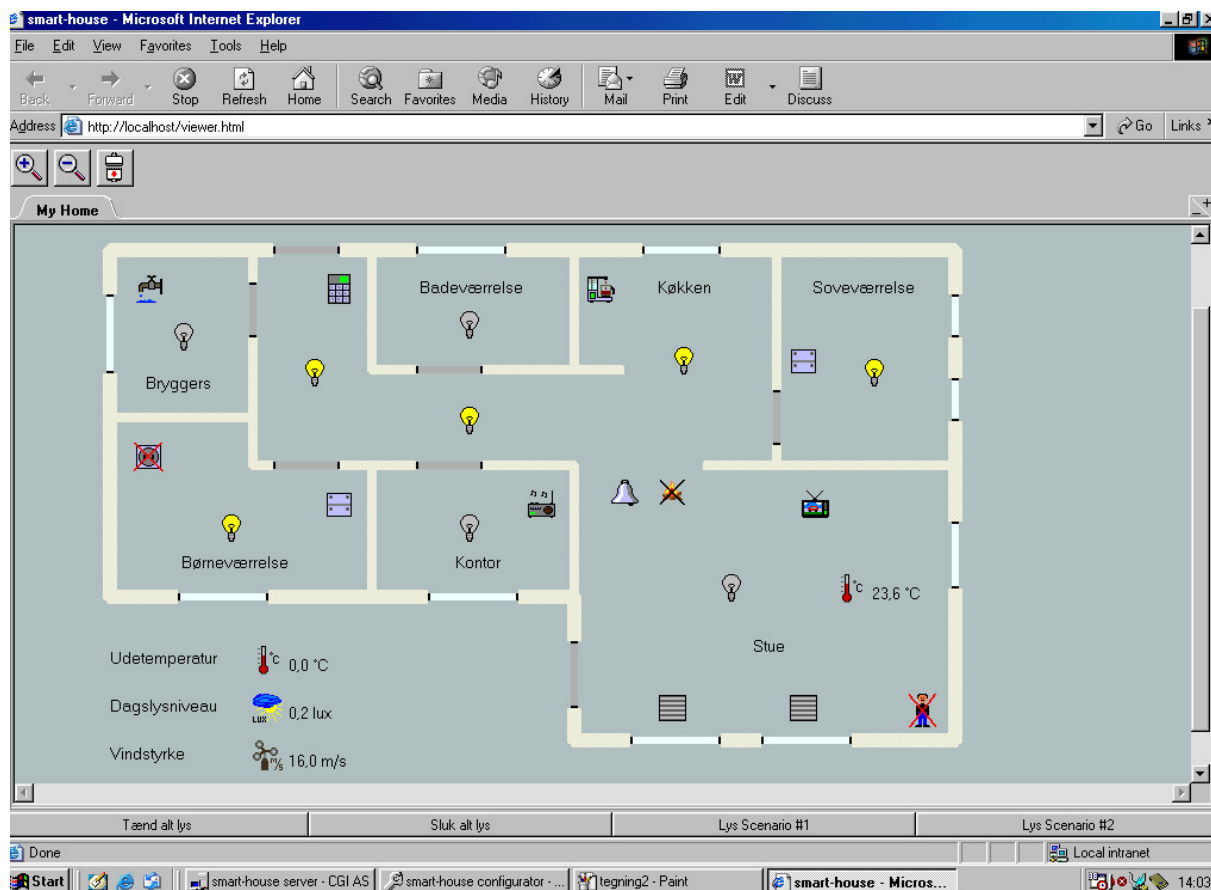 smart-house - Microsoft Internet Explorer
File Edit View Favorites Tools Help
Back Forward Stop Refresh Home Search Favorites Media History Mail Print Edit Discuss
Address http://localhost/viewer.html Go Links
My Home
Badeværrelse Køkken Soveværrelse
Bryggers
Børneværrelse Kontor
°C 23,6 °C
Stue
Udetemperatur °C 0,0 °C
Dagslysniveau LUX 0,2 lux
Vindstyrke m/s 16,0 m/s
Tænd alt lys Sluk alt lys Lys Scenario #1 Lys Scenario #2
Done Local intranet
Start smart-house server - CGI AS smart-house configurator - ... tegning2 - Paint smart-house - Micros... 14:03